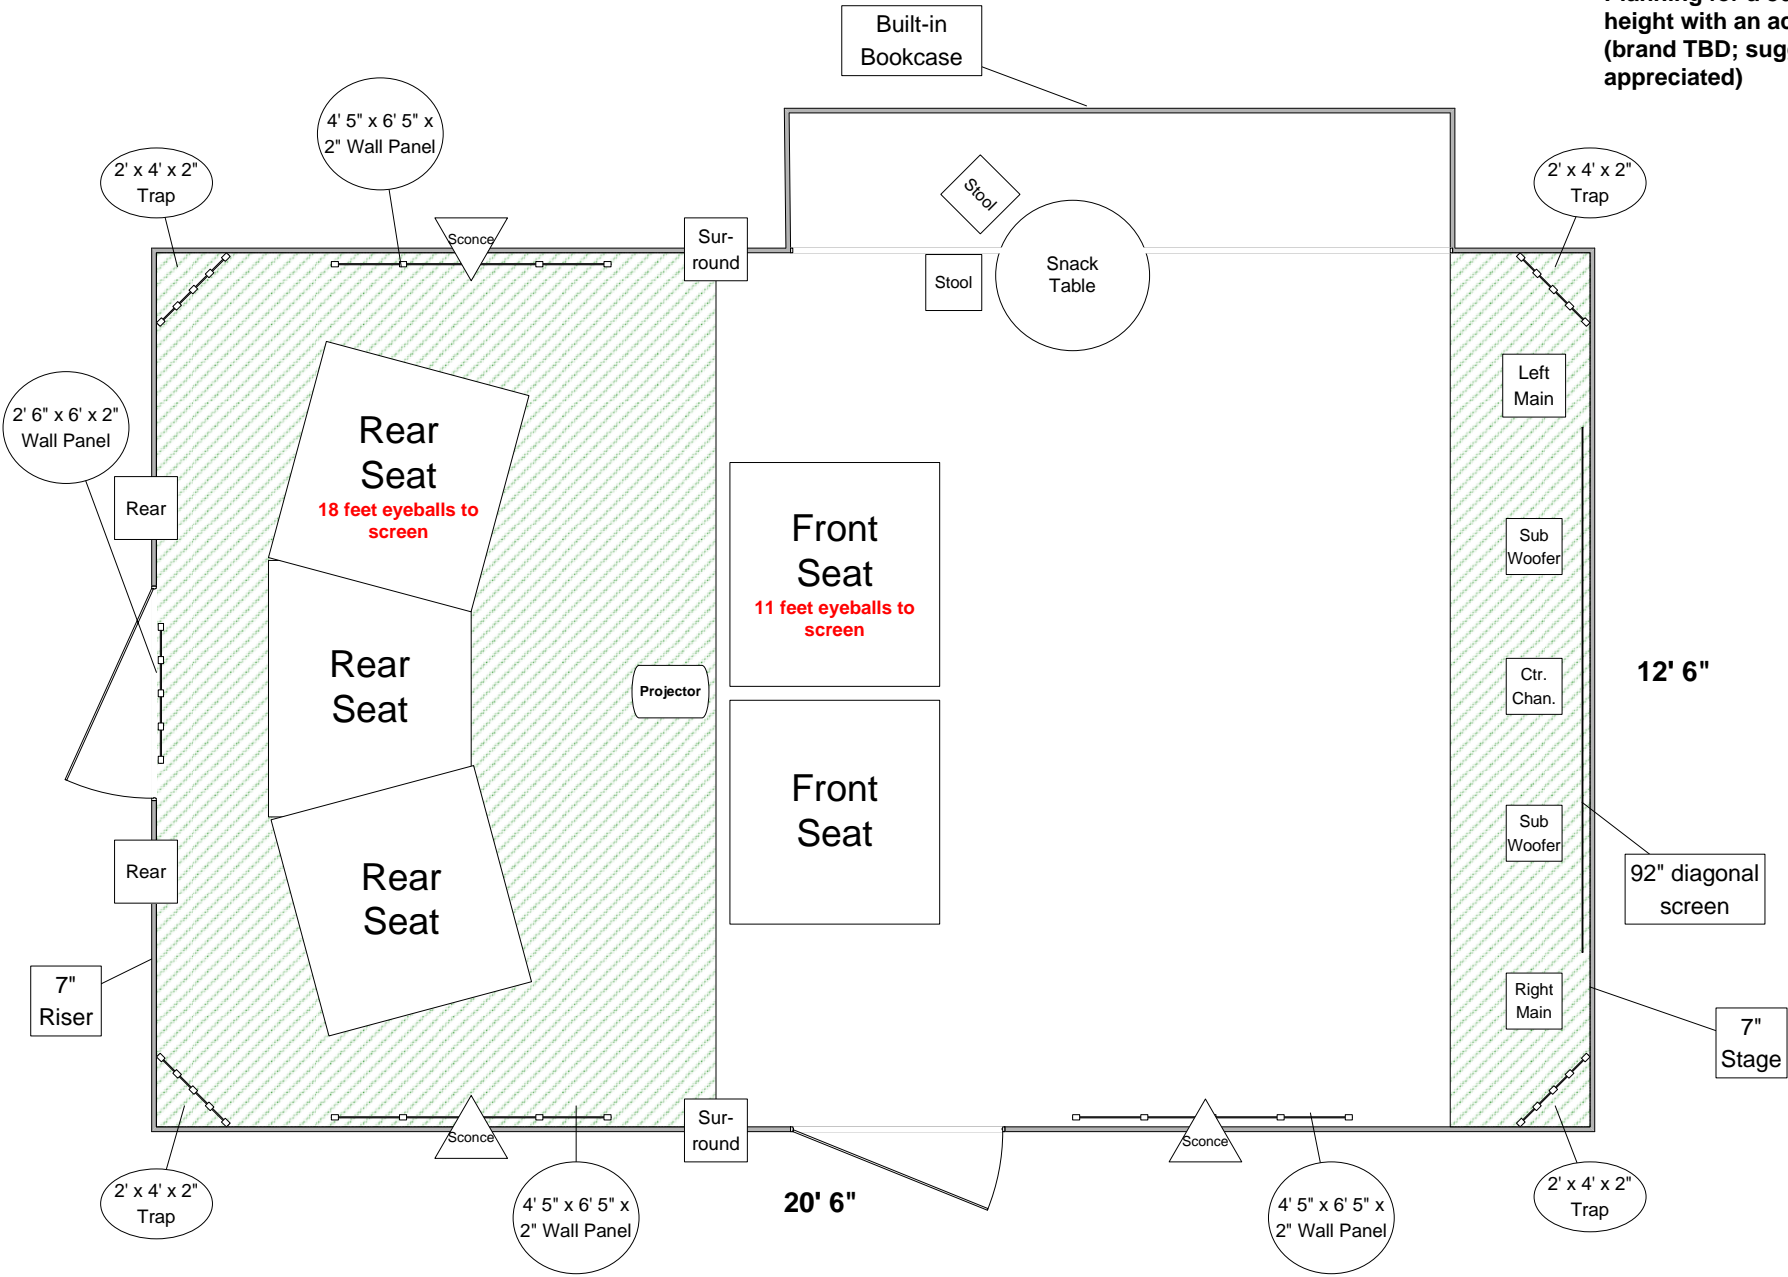 height with an ac
(brand TBD; sug
appreciated)
Built-in
Bookcase
4' 5" x 6' 5" x
2" Wall Panel
2' x 4' x 2"
Trap
2' x 4' x 2"
Trap
Stool
Sconce
Sur-
round
Stool
Snack
Table
Left
Main
2' 6" x 6' x 2"
Wall Panel
Rear
Seat
18 feet eyeballs to
screen
Rear
Front
Seat
11 feet eyeballs to
screen
Sub
Woofer
Rear
Seat
Projector
Ctr.
Chan.
12' 6"
Front
Seat
Sub
Woofer
Rear
Rear
Seat
92" diagonal
screen
7"
Riser
Right
Main
7"
Stage
Sconce
Sur-
round
Sconce
2' x 4' x 2"
Trap
4' 5" x 6' 5" x
2" Wall Panel
20' 6"
4' 5" x 6' 5" x
2" Wall Panel
2' x 4' x 2"
Trap